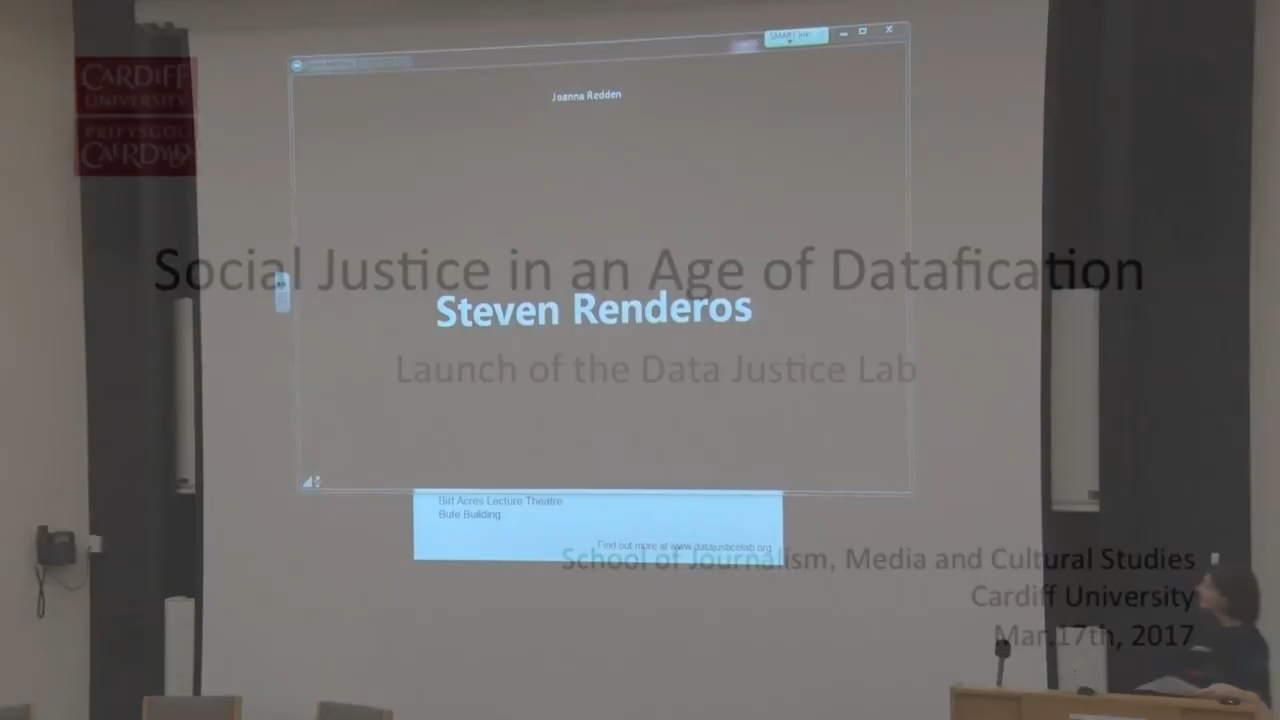 SMART Ink
CARDIFF
UNIVERSITY
PRIFYSGOL
CAERDYDD
Joanna Redden
Social Justice in an Age of Datafication
Steven Renderos
Launch of the Data Justice Lab
Birt Acres Lecture Theatre
Bute Building
Find out more at www.datajusticelab.org
School of Journalism, Media and Cultural Studies
Cardiff University
Mar.17th, 2017